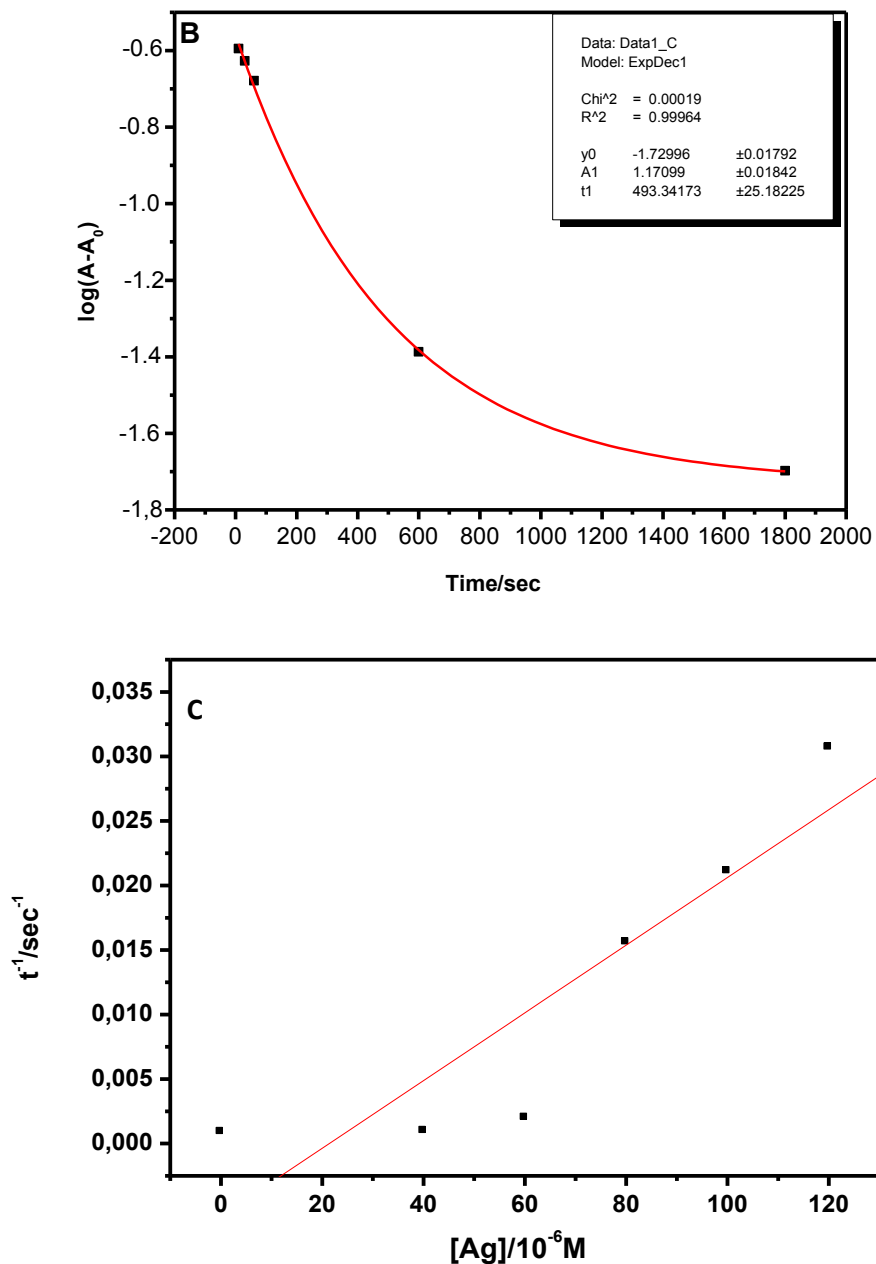 B
Data: Data1_C
Model: ExpDec1
Chi^2 = 0.00019
R^2 = 0.99964
y0 -1.72996 ±0.01792
A1 1.17099 ±0.01842
t1 493.34173 ±25.18225
-0.6
-0.8
-1.0
-1.2
-1.4
-1.6
-1,8
log(A-A0)
-200 0 200 400 600 800 1000 1200 1400 1600 1800 2000
Time/sec
C
0,035
0,030
0,025
0,020
0,015
0,010
0,005
0,000
t-1/sec-1
0 20 40 60 80 100 120
[Ag]/10-6M